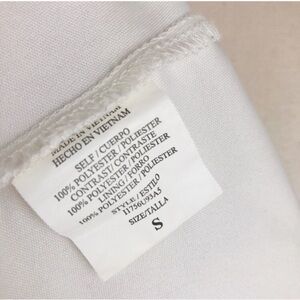 MADE IN VIETNAM
HECHO EN VIETNAM
SELF / CUERPO
100% POLYESTER / POLIESTER
CONTRAST / CONTRASTE
100% POLYESTER / POLIESTER
LINING / FORRO
100% POLYESTER / POLIESTER
STYLE / ESTILO
SIZE/TALLA
S